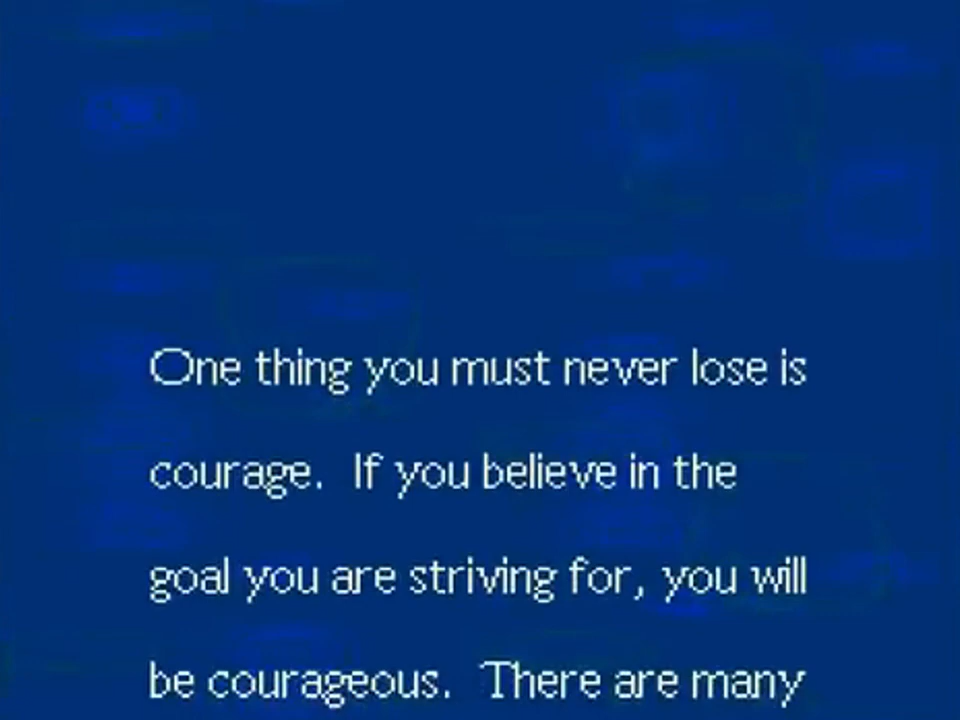 One thing you must never lose is
courage.  If you believe in the
goal you are striving for, you will
be courageous.  There are many